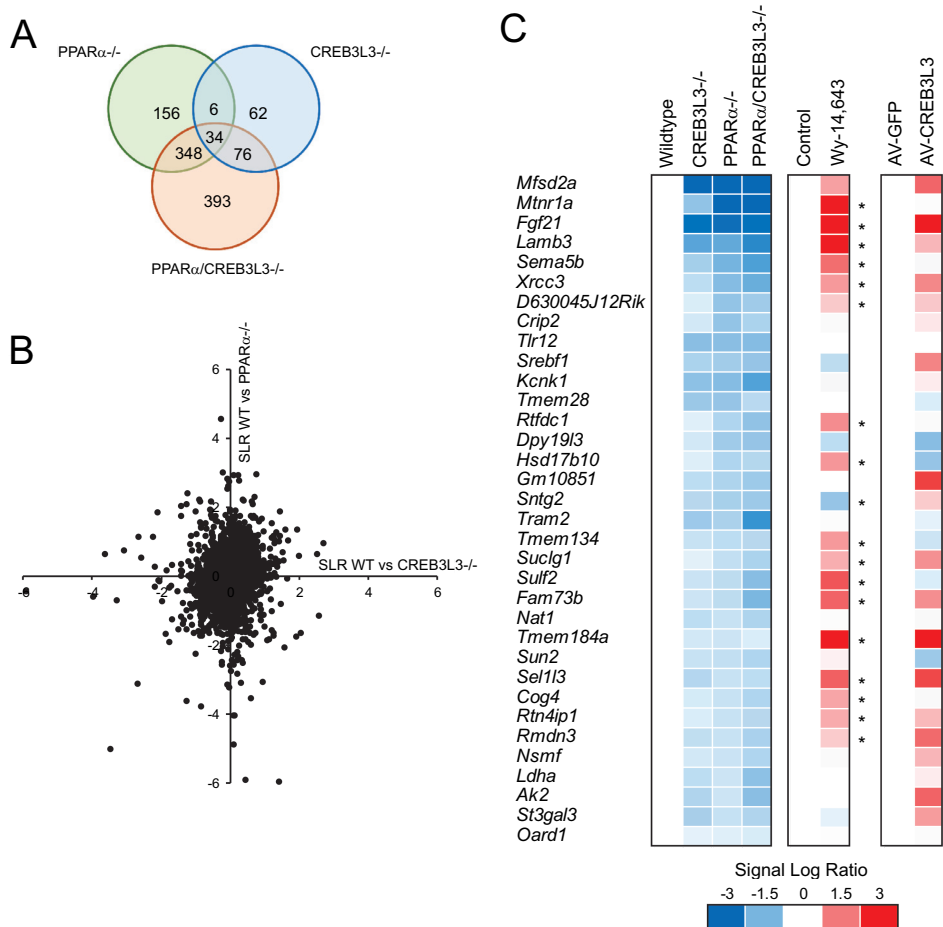 A
PPARα-/-
CREB3L3-/-
156
6
62
34
348
76
393
PPARα/CREB3L3-/-
B
SLR WT vs PPARα-/-
6
4
2
SLR WT vs CREB3L3-/-
-6
-4
-2
0
2
4
6
-2
-4
-6
C
Wildtype
CREB3L3-/-
PPARα-/-
PPARα/CREB3L3-/-
Control
Wy-14,643
AV-GFP
AV-CREB3L3
Mfsd2a
Mtnr1a *
Fgf21 *
Lamb3 *
Sema5b *
Xrcc3 *
D630045J12Rik *
Crip2
Tlr12
Srebf1
Kcnk1
Tmem28
Rtfdc1 *
Dpy19l3
Hsd17b10 *
Gm10851
Sntg2 *
Tram2
Tmem134 *
Suclg1 *
Sulf2 *
Fam73b *
Nat1
Tmem184a *
Sun2
Sel1l3 *
Cog4 *
Rtn4ip1 *
Rmdn3 *
Nsmf
Ldha
Ak2
St3gal3
Oard1
Signal Log Ratio
-3 -1.5 0 1.5 3